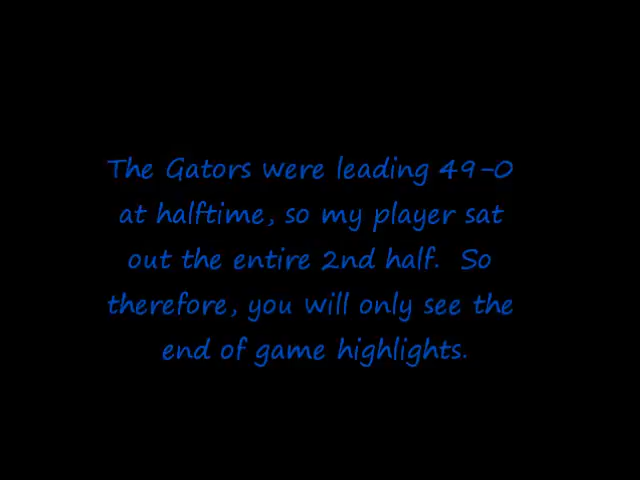 The Gators were leading 49-0
at halftime, so my player sat
out the entire 2nd half.  So
therefore, you will only see the
end of game highlights.